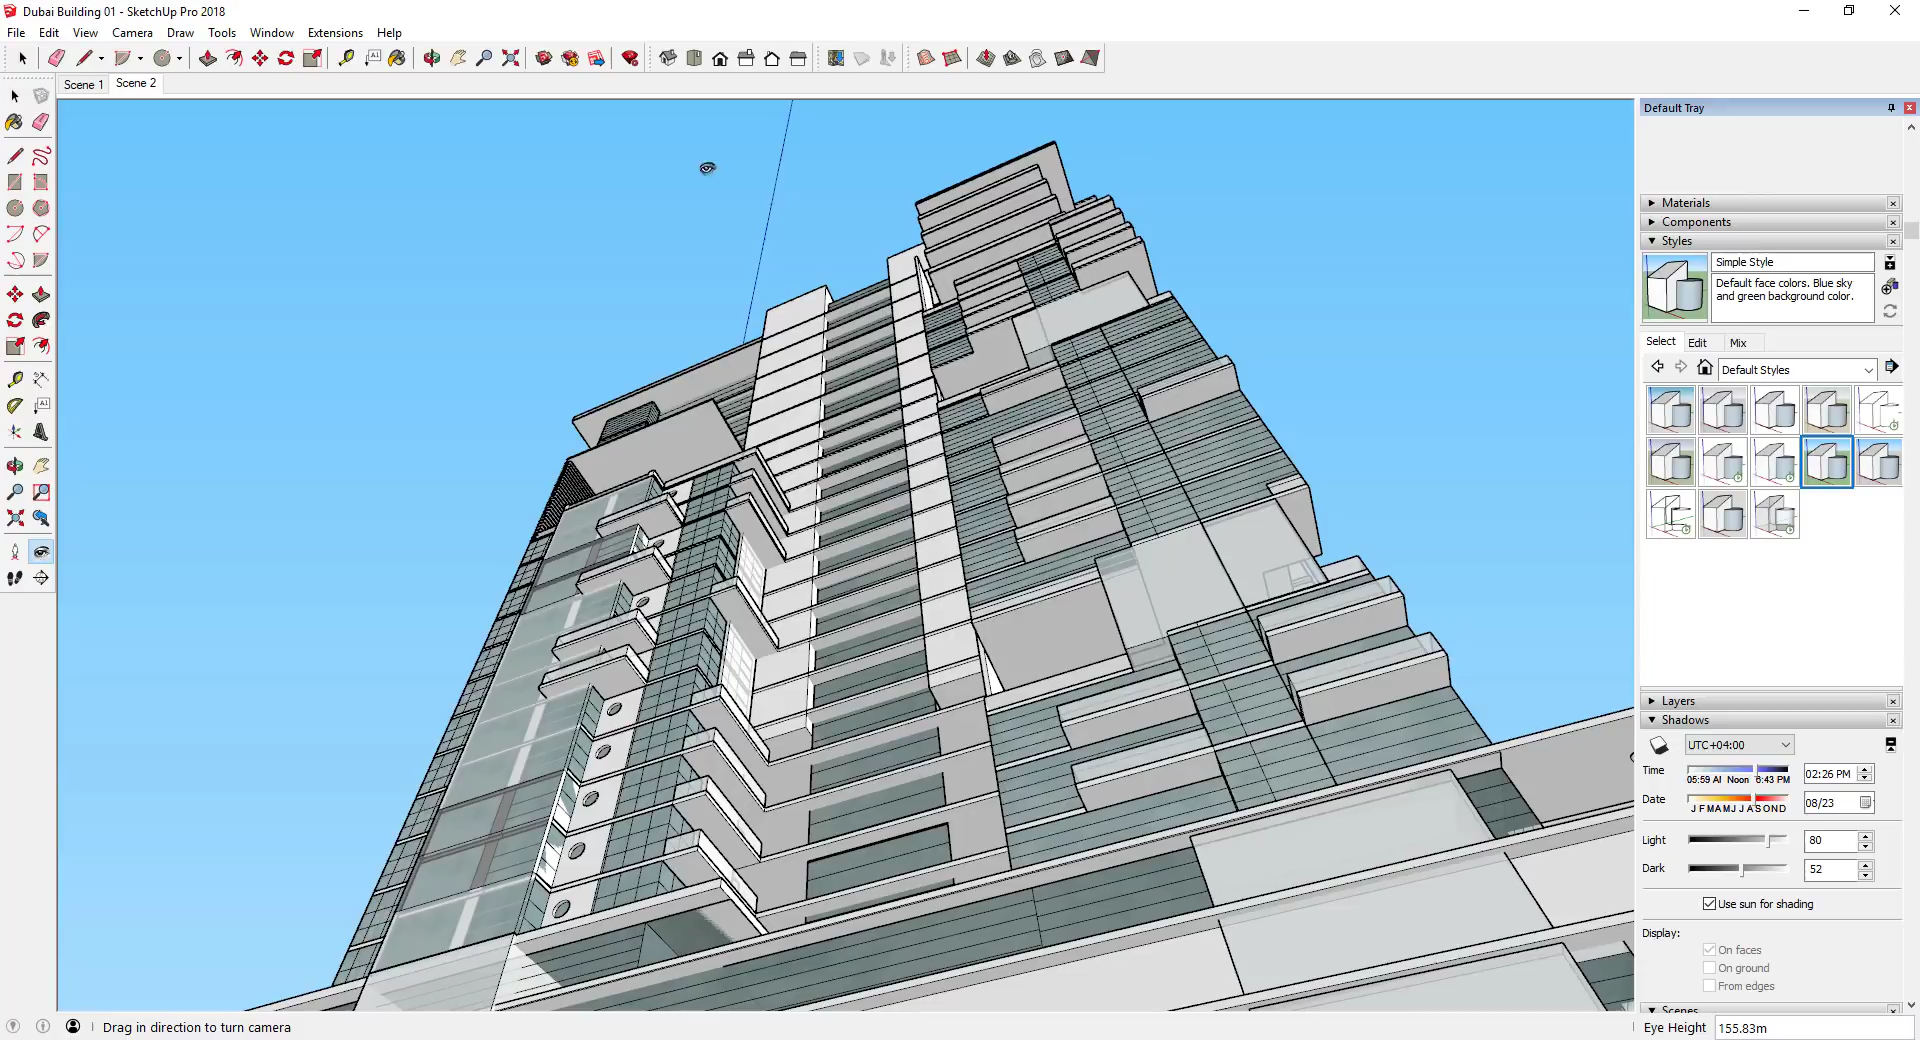 Dubai Building 01 - SketchUp Pro 2018
File Edit View Camera Draw Tools Window Extensions Help
Scene 1 Scene 2
Default Tray
Materials
Components
Styles
Simple Style
Default face colors. Blue sky
and green background color.
Select Edit Mix
Default Styles
Layers
Shadows
UTC+04:00
Time 05:59 AM Noon 6:43 PM 02:26 PM
Date J F M A M J J A S O N D 08/23
Light 80
Dark 52
Use sun for shading
Display:
On faces
On ground
From edges
Scenes
Drag in direction to turn camera
Eye Height 155.83m